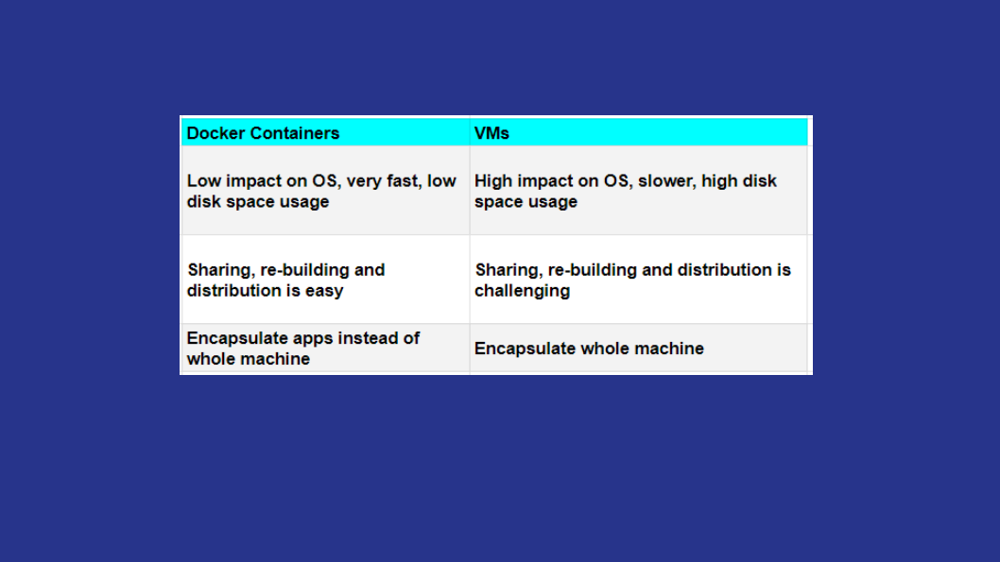 Docker Containers
VMs
Low impact on OS, very fast, low
disk space usage
High impact on OS, slower, high disk
space usage
Sharing, re-building and
distribution is easy
Sharing, re-building and distribution is
challenging
Encapsulate apps instead of
whole machine
Encapsulate whole machine